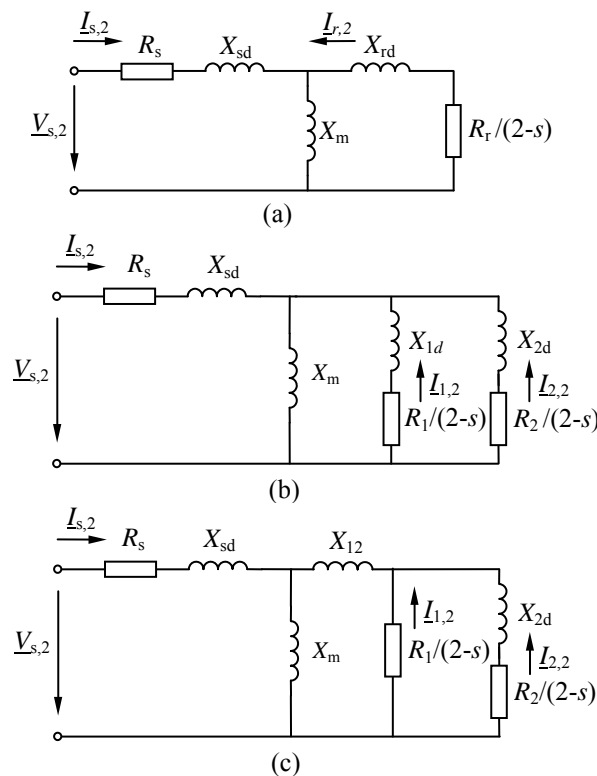 I_s,2
I_r,2
R_s
X_sd
X_rd
V_s,2
X_m
R_r/(2-s)
(a)
I_s,2
R_s
X_sd
X_1d
X_2d
V_s,2
X_m
I_1,2
I_2,2
R_1/(2-s)
R_2/(2-s)
(b)
I_s,2
R_s
X_sd
X_12
I_1,2
X_2d
V_s,2
X_m
R_1/(2-s)
I_2,2
R_2/(2-s)
(c)